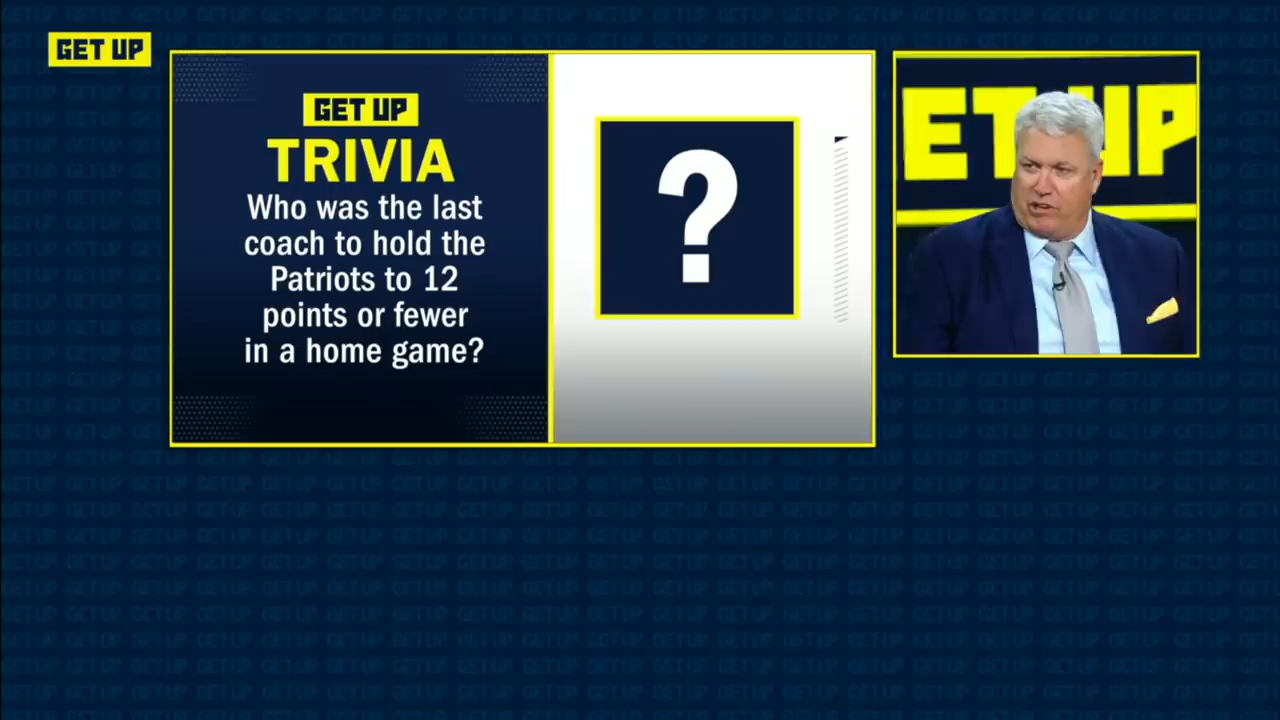 GET UP
GET UP
TRIVIA
Who was the last
coach to hold the
Patriots to 12
points or fewer
in a home game?
?
ET UP